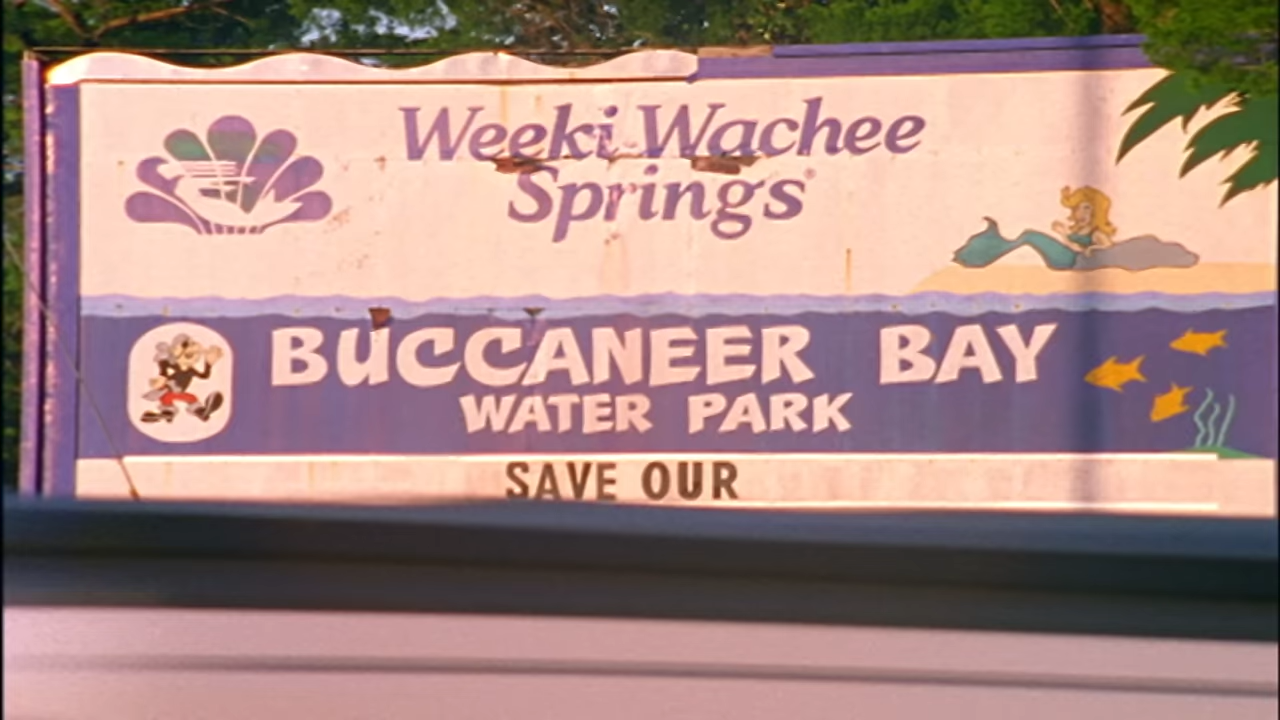 Weeki Wachee
Springs®
BUCCANEER BAY
WATER PARK
SAVE OUR